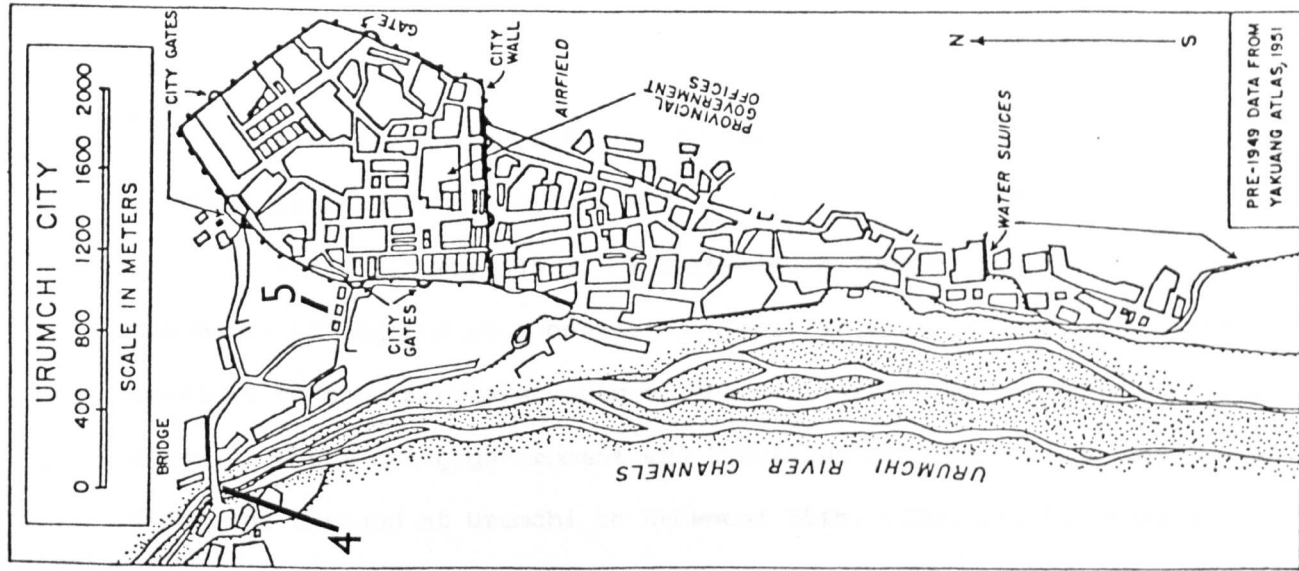 URUMCHI CITY
SCALE IN METERS
0 400 800 1200 1600 2000
BRIDGE
CITY GATES
GATE
CITY
WALL
AIRFIELD
PROVINCIAL
GOVERNMENT
OFFICES
5
CITY
GATES
4
N
S
WATER SLUICES
URUMCHI RIVER CHANNELS
PRE-1949 DATA FROM
YAKUANG ATLAS, 1951